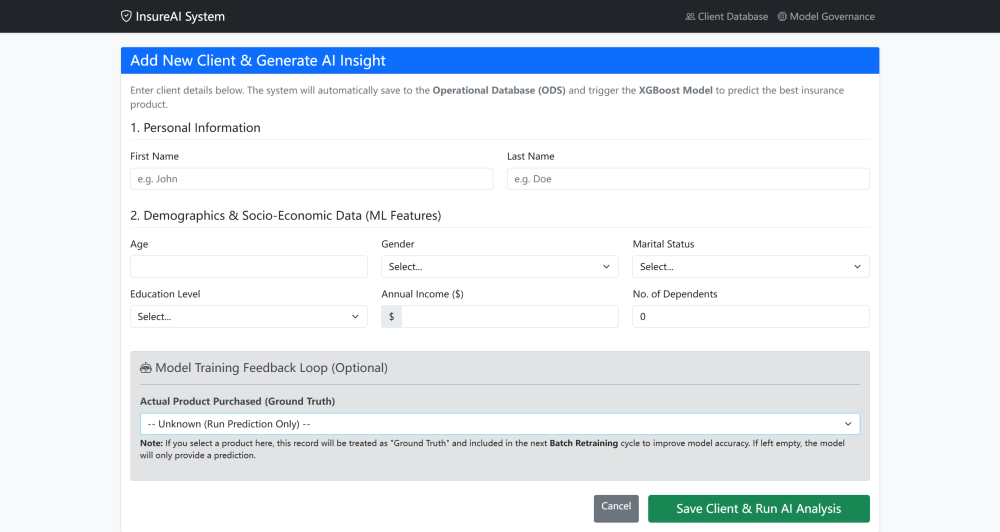 InsureAI System
Client Database
Model Governance
Add New Client & Generate AI Insight
Enter client details below. The system will automatically save to the Operational Database (ODS) and trigger the XGBoost Model to predict the best insurance
product.
1. Personal Information
First Name
Last Name
e.g. John
e.g. Doe
2. Demographics & Socio-Economic Data (ML Features)
Age
Gender
Marital Status
Select...
Select...
Education Level
Annual Income ($)
No. of Dependents
Select...
$
0
Model Training Feedback Loop (Optional)
Actual Product Purchased (Ground Truth)
-- Unknown (Run Prediction Only) --
Note: If you select a product here, this record will be treated as "Ground Truth" and included in the next Batch Retraining cycle to improve model accuracy. If left empty, the model
will only provide a prediction.
Cancel
Save Client & Run AI Analysis